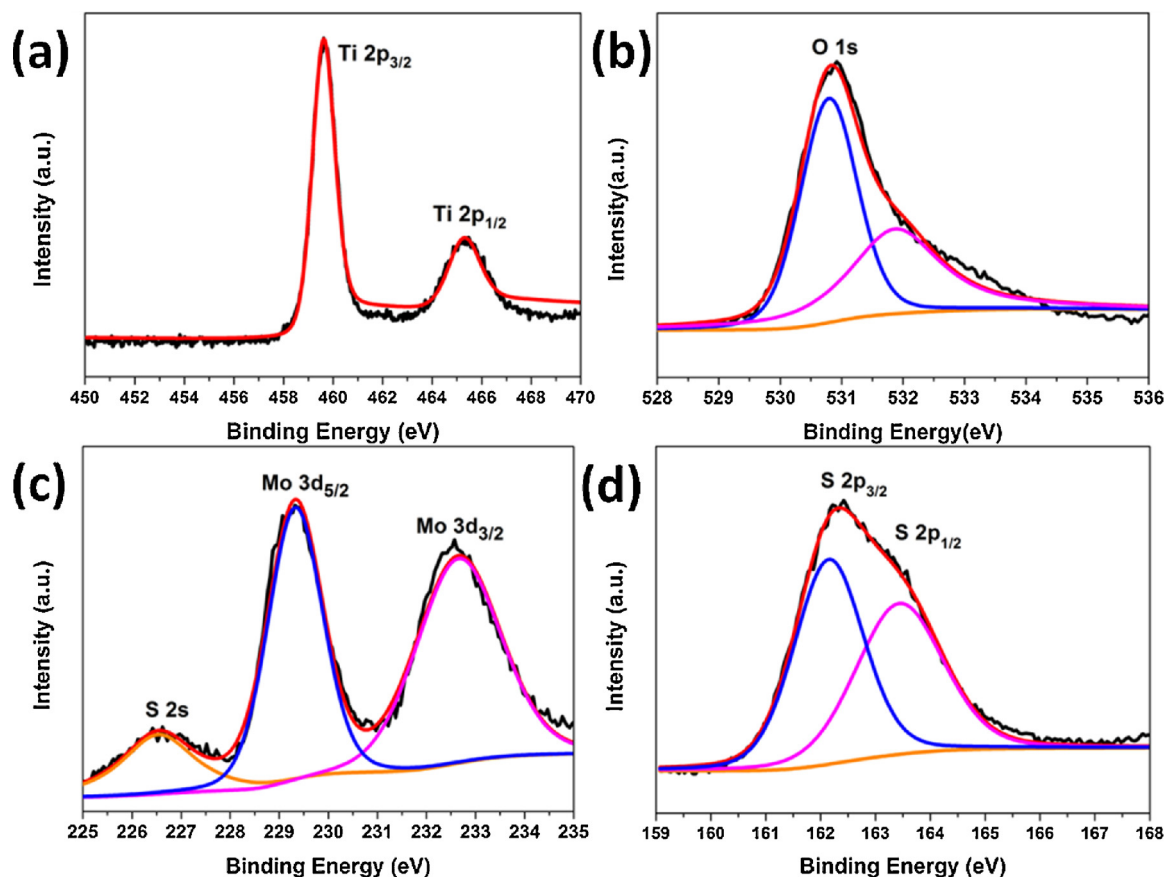 (a)
Ti 2p3/2
Ti 2p1/2
Intensity (a.u.)
450 452 454 456 458 460 462 464 466 468 470
Binding Energy (eV)
(b)
O 1s
Intensity(a.u.)
528 529 530 531 532 533 534 535 536
Binding Energy(eV)
(c)
Mo 3d5/2
Mo 3d3/2
S 2s
Intensity (a.u.)
225 226 227 228 229 230 231 232 233 234 235
Binding Energy (eV)
(d)
S 2p3/2
S 2p1/2
Intensity (a.u.)
159 160 161 162 163 164 165 166 167 168
Binding Energy (eV)